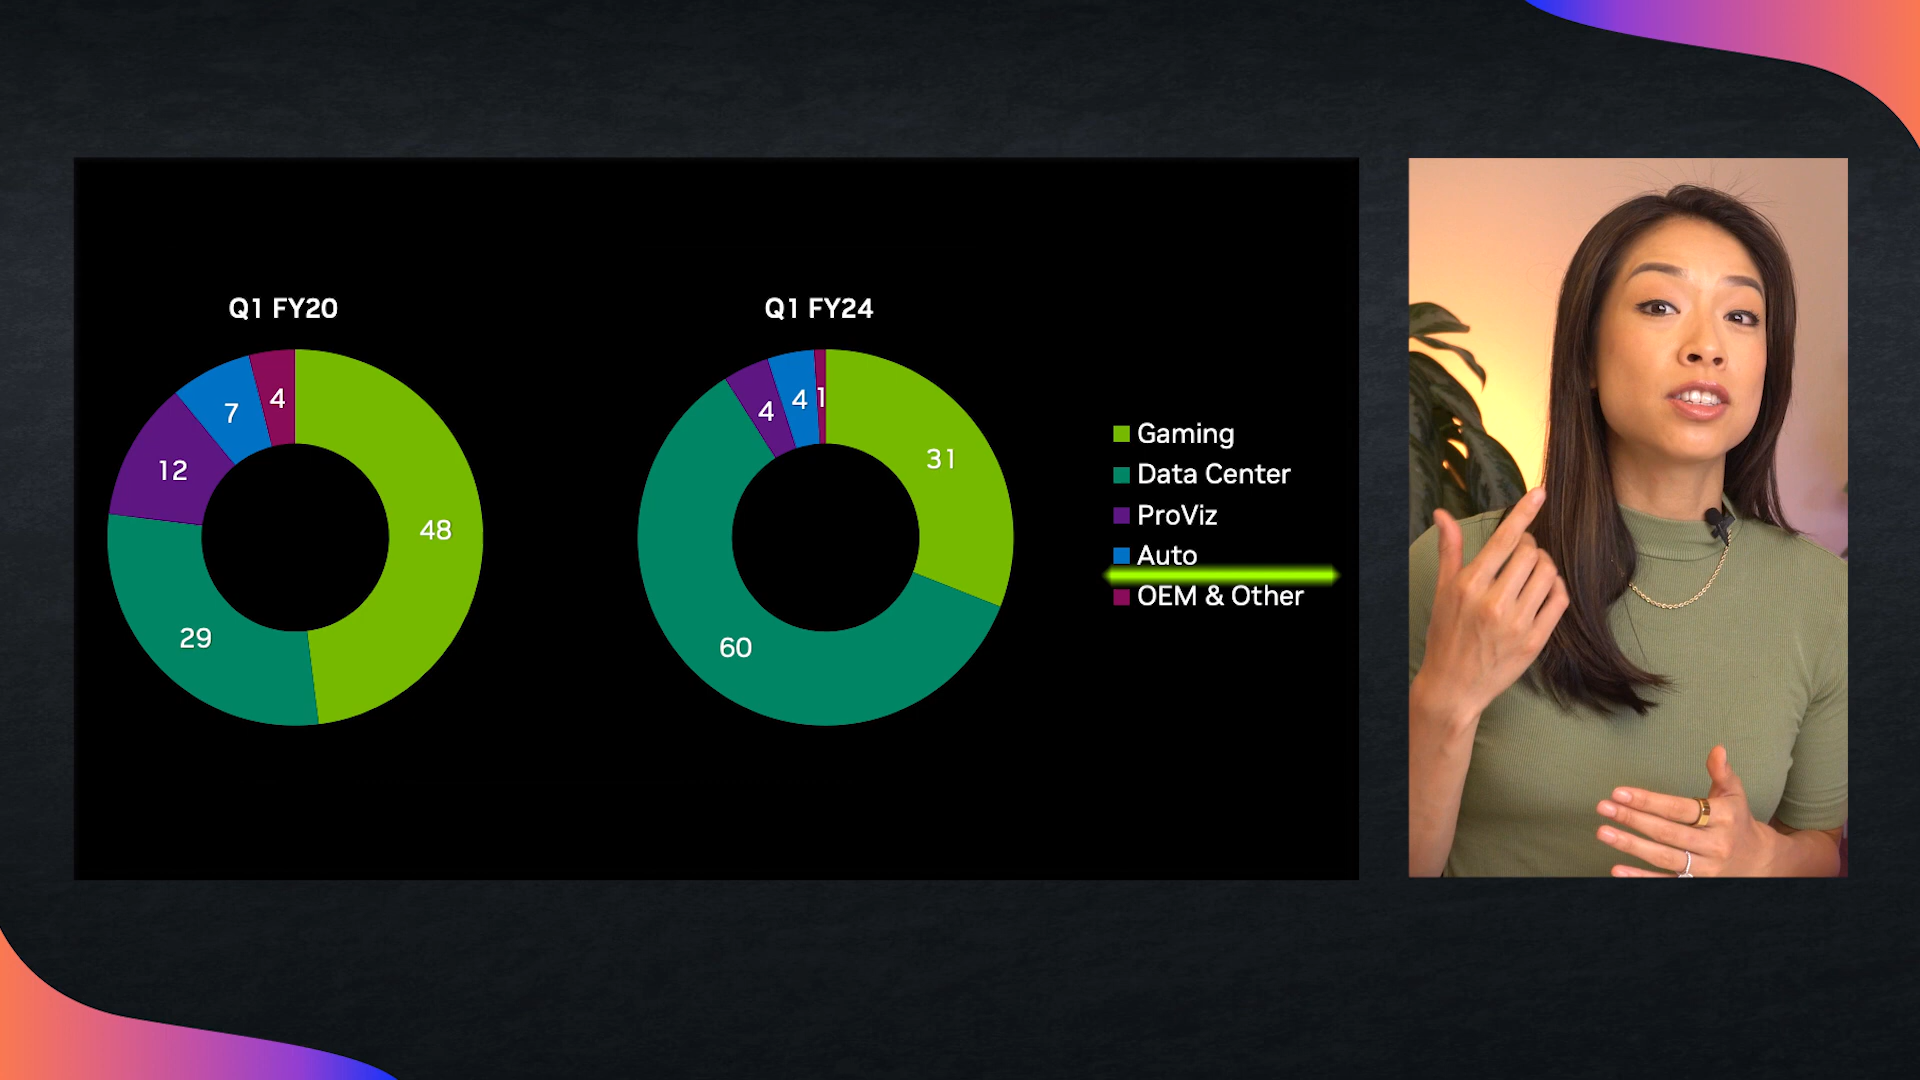 Q1 FY20
4
7
12
48
29
Q1 FY24
1
4
4
31
60
Gaming
Data Center
ProViz
Auto
OEM & Other